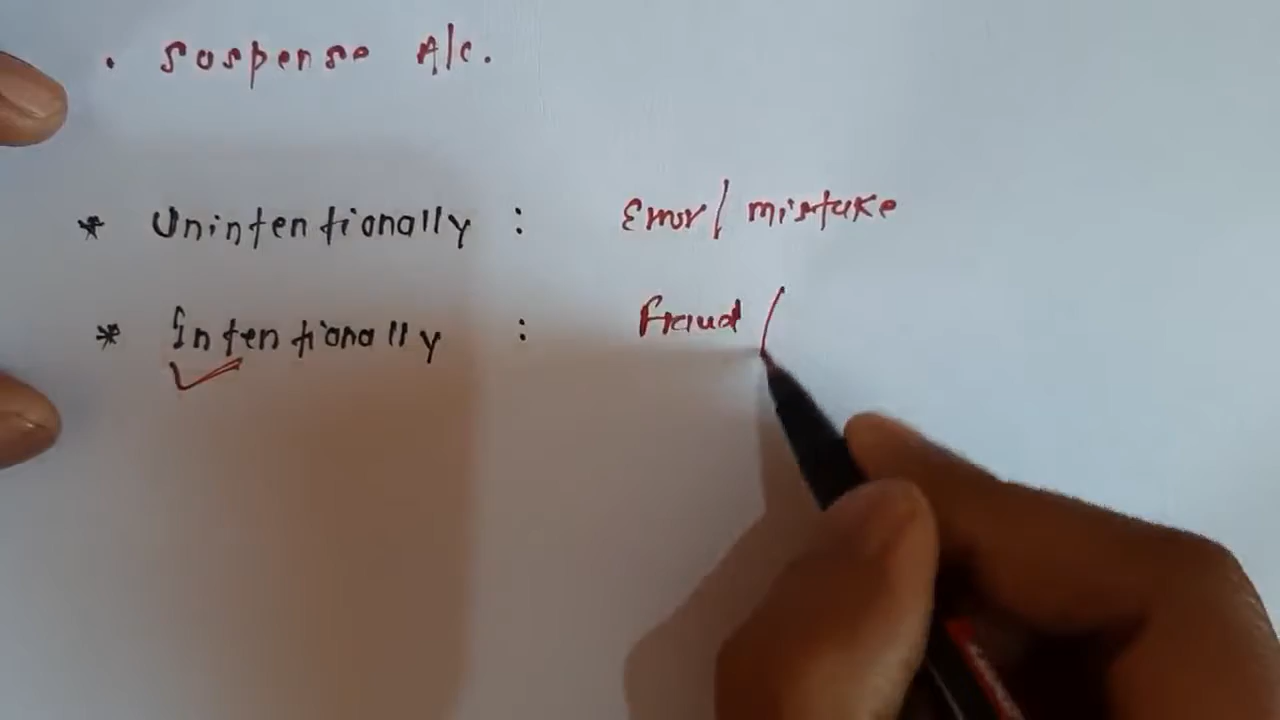 • Suspense A/c.
* Unintentionally : Error / mistake
* Intentionally : Fraud /